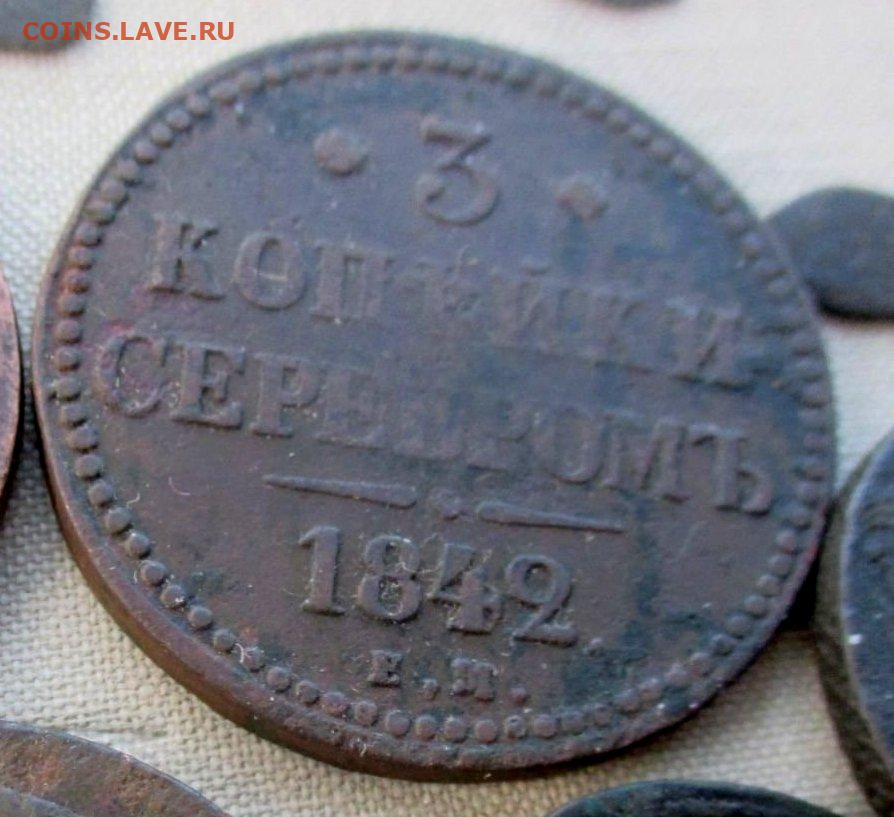 COINS.LAVE.RU
· 3 ·
КОПѢЙКИ
СЕРЕБРОМЪ
1842.
Е.М.